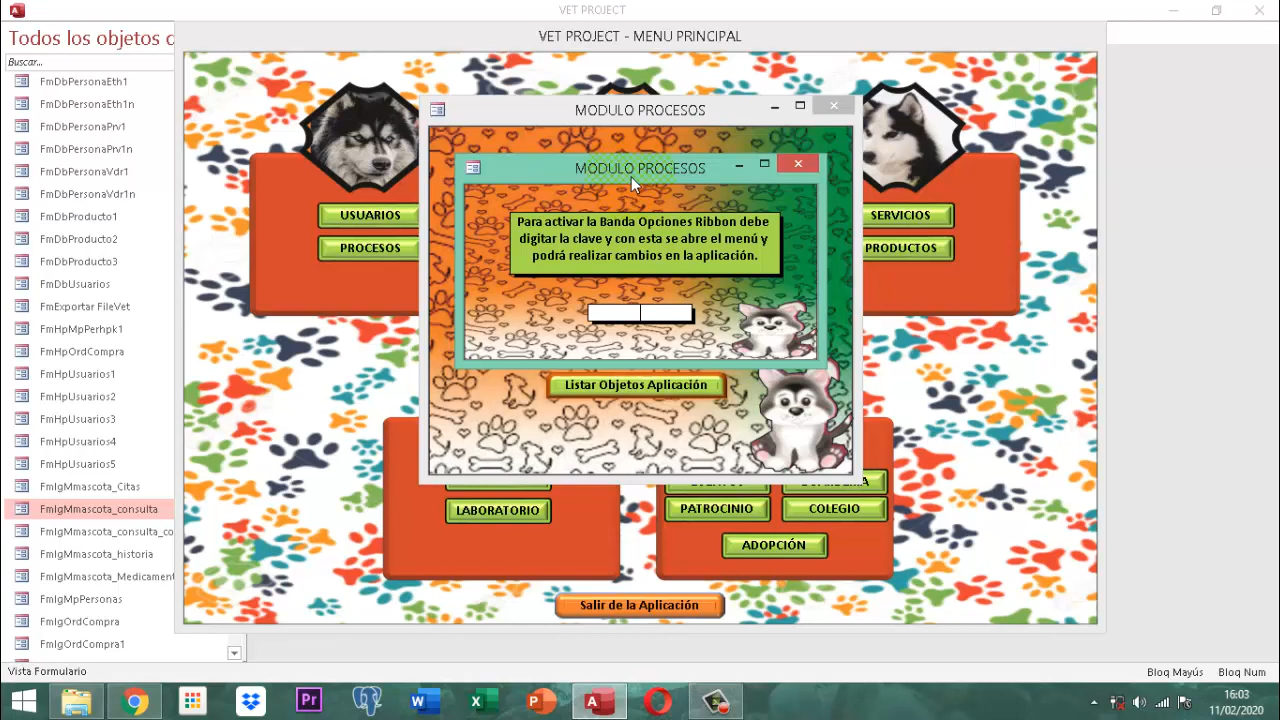 VET PROJECT
Todos los objetos d
Buscar...
FmDbPersonaEth1
FmDbPersonaEth1n
FmDbPersonaPrv1
FmDbPersonaPrv1n
FmDbPersonaVdr1
FmDbPersonaVdr1n
FmDbProducto1
FmDbProducto2
FmDbProducto3
FmDbUsuarios
FmExportar FileVet
FmHpMpPerhpk1
FmHpOrdCompra
FmHpUsuarios1
FmHpUsuarios2
FmHpUsuarios3
FmHpUsuarios4
FmHpUsuarios5
FmIgMmascota_Citas
FmIgMmascota_consulta
FmIgMmascota_consulta_co
FmIgMnascota_historia
FmIgMmascota_Medicament
FmIgMpPersonas
FmIgOrdCompra
FmIgOrdCompra1
VET PROJECT - MENU PRINCIPAL
USUARIOS
PROCESOS
SERVICIOS
PRODUCTOS
MODULO PROCESOS
MODULO PROCESOS
Para activar la Banda Opciones Ribbon debe
digitar la clave y con esta se abre el menú y
podrá realizar cambios en la aplicación.
Listar Objetos Aplicación
LABORATORIO
PATROCINIO
COLEGIO
ADOPCIÓN
Salir de la Aplicación
Vista Formulario
Bloq Mayús
Bloq Num
16:03
11/02/2020